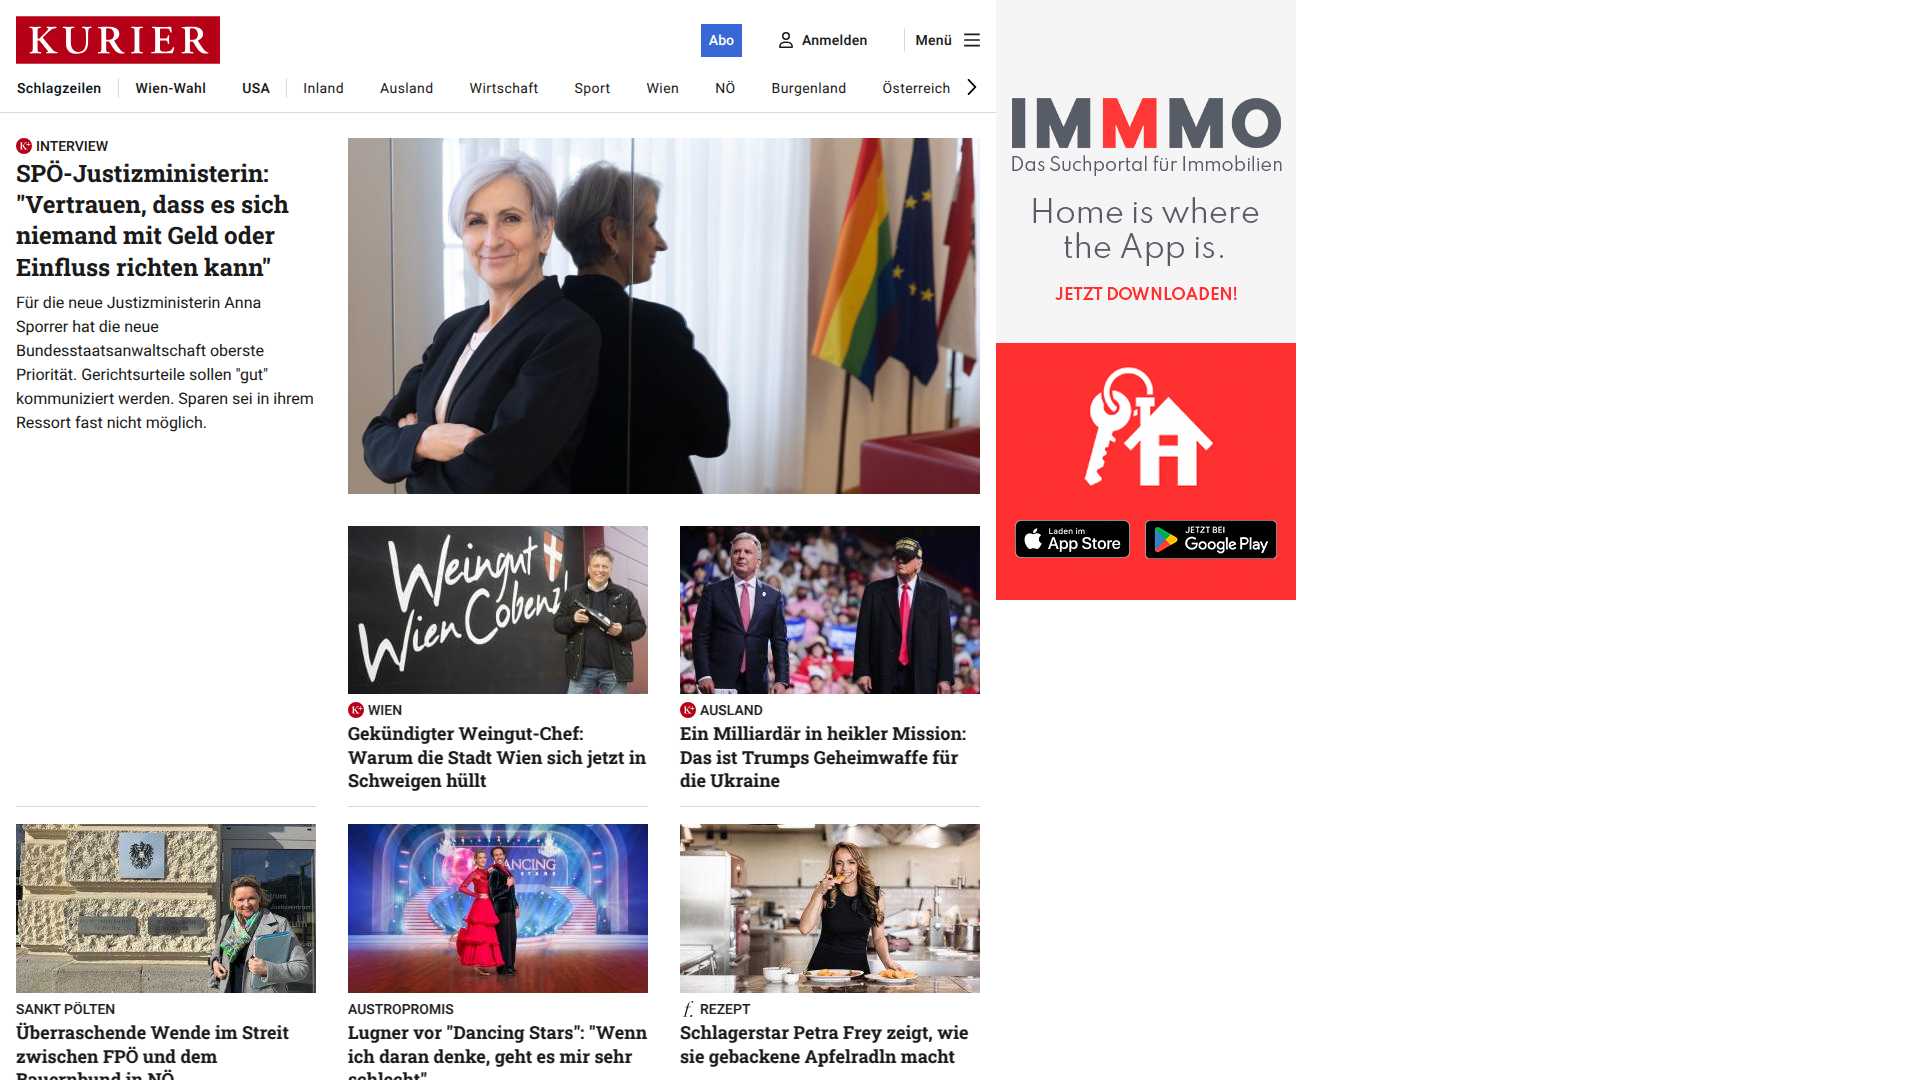 KURIER
Abo
Anmelden
Menü
Schlagzeilen
Wien-Wahl
USA
Inland
Ausland
Wirtschaft
Sport
Wien
NÖ
Burgenland
Österreich
K+ INTERVIEW
SPÖ-Justizministerin:
"Vertrauen, dass es sich
niemand mit Geld oder
Einfluss richten kann"
Für die neue Justizministerin Anna
Sporrer hat die neue
Bundesstaatsanwaltschaft oberste
Priorität. Gerichtsurteile sollen "gut"
kommuniziert werden. Sparen sei in ihrem
Ressort fast nicht möglich.
Weingut
Wien Cobenzl
K+ WIEN
Gekündigter Weingut-Chef:
Warum die Stadt Wien sich jetzt in
Schweigen hüllt
K+ AUSLAND
Ein Milliardär in heikler Mission:
Das ist Trumps Geheimwaffe für
die Ukraine
SANKT PÖLTEN
Überraschende Wende im Streit
zwischen FPÖ und dem
Bauernbund in NÖ
DANCING
STARS
AUSTROPROMIS
Lugner vor "Dancing Stars": "Wenn
ich daran denke, geht es mir sehr
schlecht"
f. REZEPT
Schlagerstar Petra Frey zeigt, wie
sie gebackene Apfelradln macht
IMMMO
Das Suchportal für Immobilien
Home is where
the App is.
JETZT DOWNLOADEN!
Laden im
App Store
JETZT BEI
Google Play